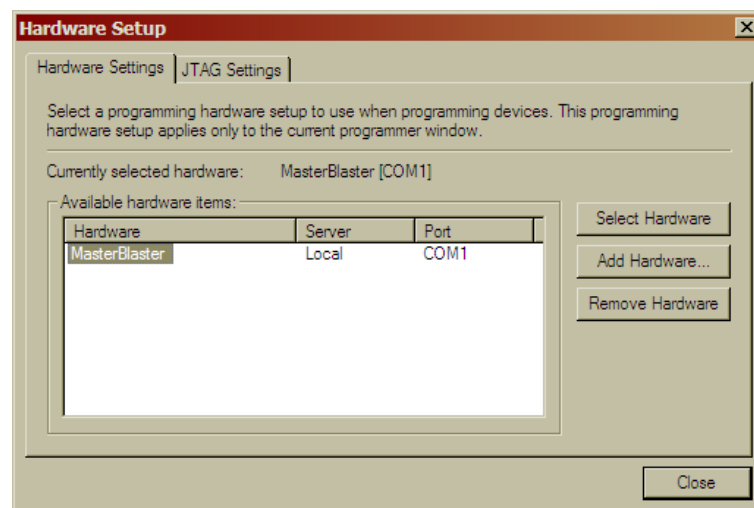 Hardware Setup
Hardware Settings JTAG Settings
Select a programming hardware setup to use when programming devices. This programming
hardware setup applies only to the current programmer window.
Currently selected hardware: MasterBlaster [COM1]
Available hardware items:
Hardware Server Port
MasterBlaster Local COM1
Select Hardware
Add Hardware...
Remove Hardware
Close